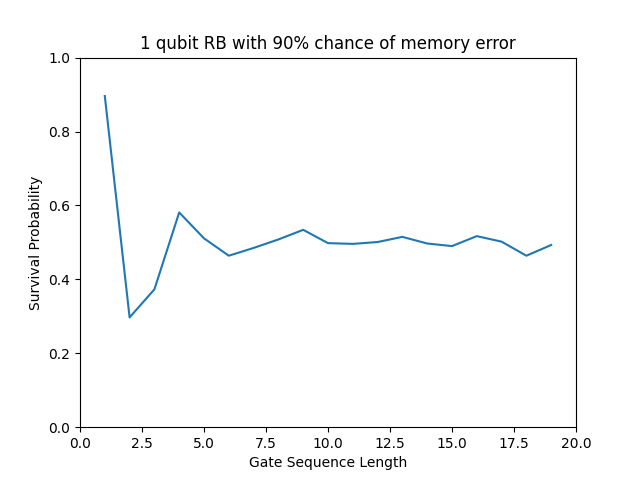 1 qubit RB with 90% chance of memory error
1.0
0.8
0.6
0.4
0.2
0.0
Survival Probability
0.0 2.5 5.0 7.5 10.0 12.5 15.0 17.5 20.0
Gate Sequence Length